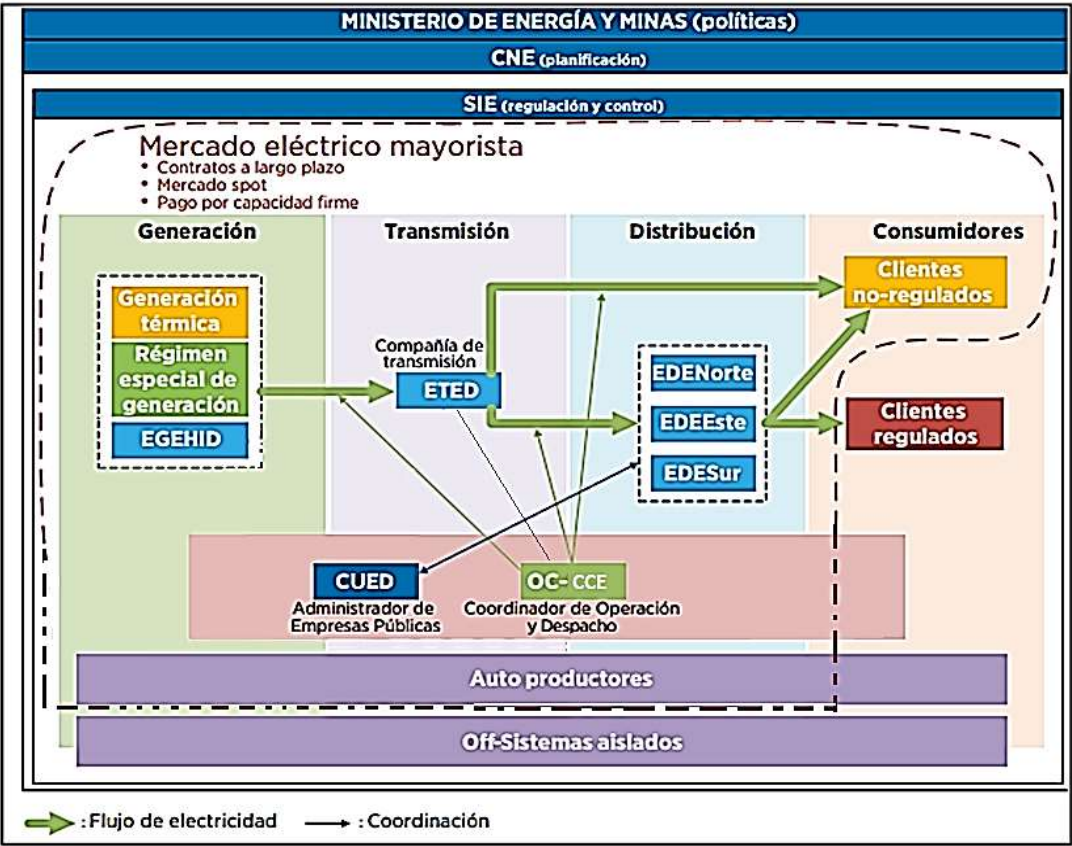 MINISTERIO DE ENERGÍA Y MINAS (políticas)
CNE (planificación)
SIE (regulación y control)
Mercado eléctrico mayorista
• Contratos a largo plazo
• Mercado spot
• Pago por capacidad firme
Generación
Transmisión
Distribución
Consumidores
Generación
térmica
Régimen
especial de
generación
EGEHID
Compañía de
transmisión
ETED
EDENorte
EDEEste
EDESur
Clientes
no-regulados
Clientes
regulados
CUED
Administrador de
Empresas Públicas
OC- CCE
Coordinador de Operación
y Despacho
Auto productores
Off-Sistemas aislados
: Flujo de electricidad
: Coordinación